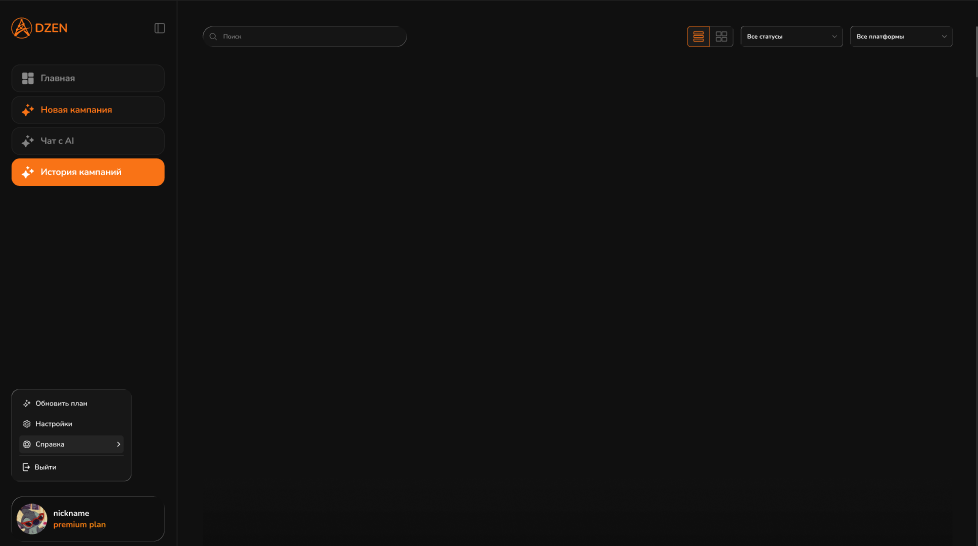 DZEN
Главная
Новая кампания
Чат с AI
История кампаний
Поиск
Все статусы
Все платформы
Обновить план
Настройки
Справка
Выйти
nickname
premium plan